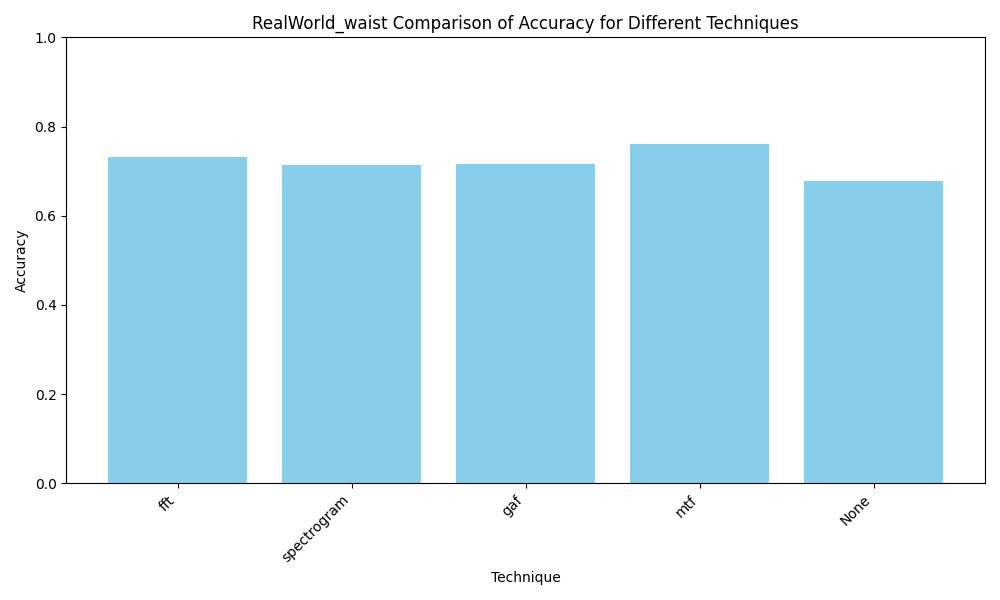 RealWorld_waist Comparison of Accuracy for Different Techniques
1.0
0.8
0.6
0.4
0.2
0.0
Accuracy
fft
spectrogram
gaf
mtf
None
Technique